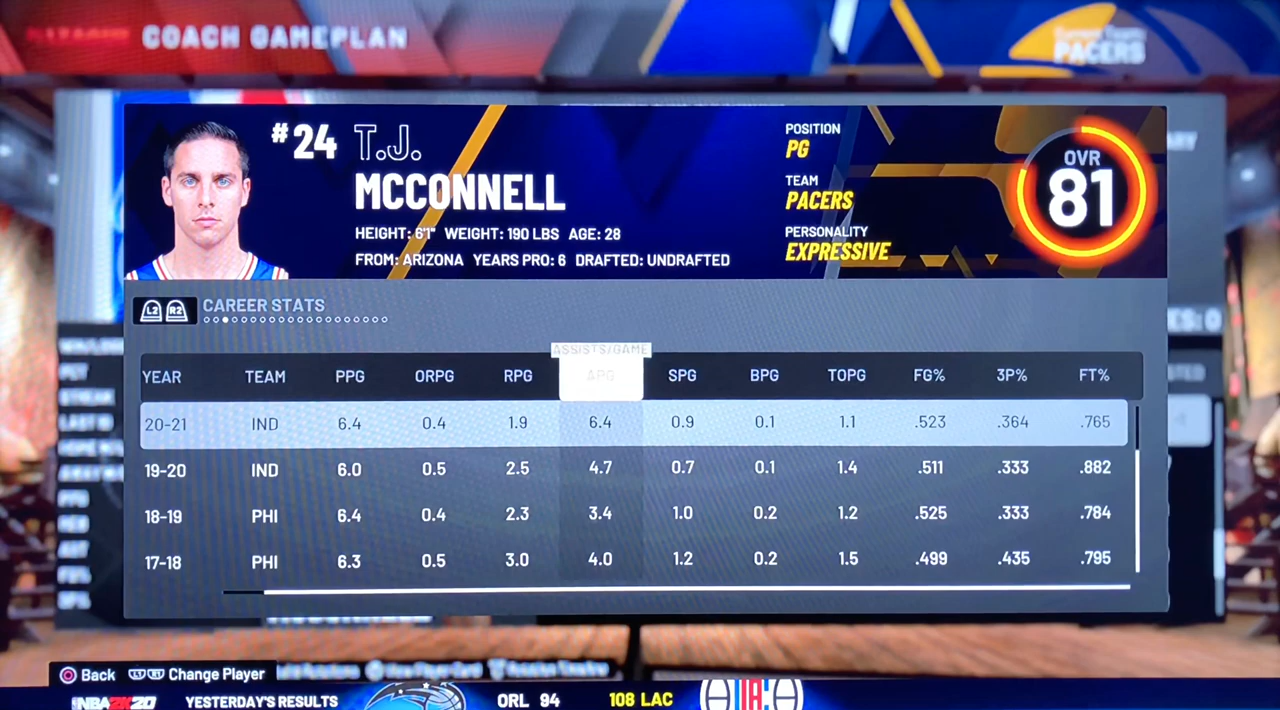 COACH GAMEPLAN
PACERS
#24 T.J.
MCCONNELL
HEIGHT: 6'1" WEIGHT: 190 LBS AGE: 28
FROM: ARIZONA YEARS PRO: 6 DRAFTED: UNDRAFTED
POSITION
PG
TEAM
PACERS
PERSONALITY
EXPRESSIVE
OVR
81
L2 R2 CAREER STATS
ASSISTS/GAME
YEAR TEAM PPG ORPG RPG APG SPG BPG TOPG FG% 3P% FT%
20-21 IND 6.4 0.4 1.9 6.4 0.9 0.1 1.1 .523 .364 .765
19-20 IND 6.0 0.5 2.5 4.7 0.7 0.1 1.4 .511 .333 .882
18-19 PHI 6.4 0.4 2.3 3.4 1.0 0.2 1.2 .525 .333 .784
17-18 PHI 6.3 0.5 3.0 4.0 1.2 0.2 1.5 .499 .435 .795
Back L1 R1 Change Player
NBA2K20 YESTERDAY'S RESULTS ORL 94 108 LAC